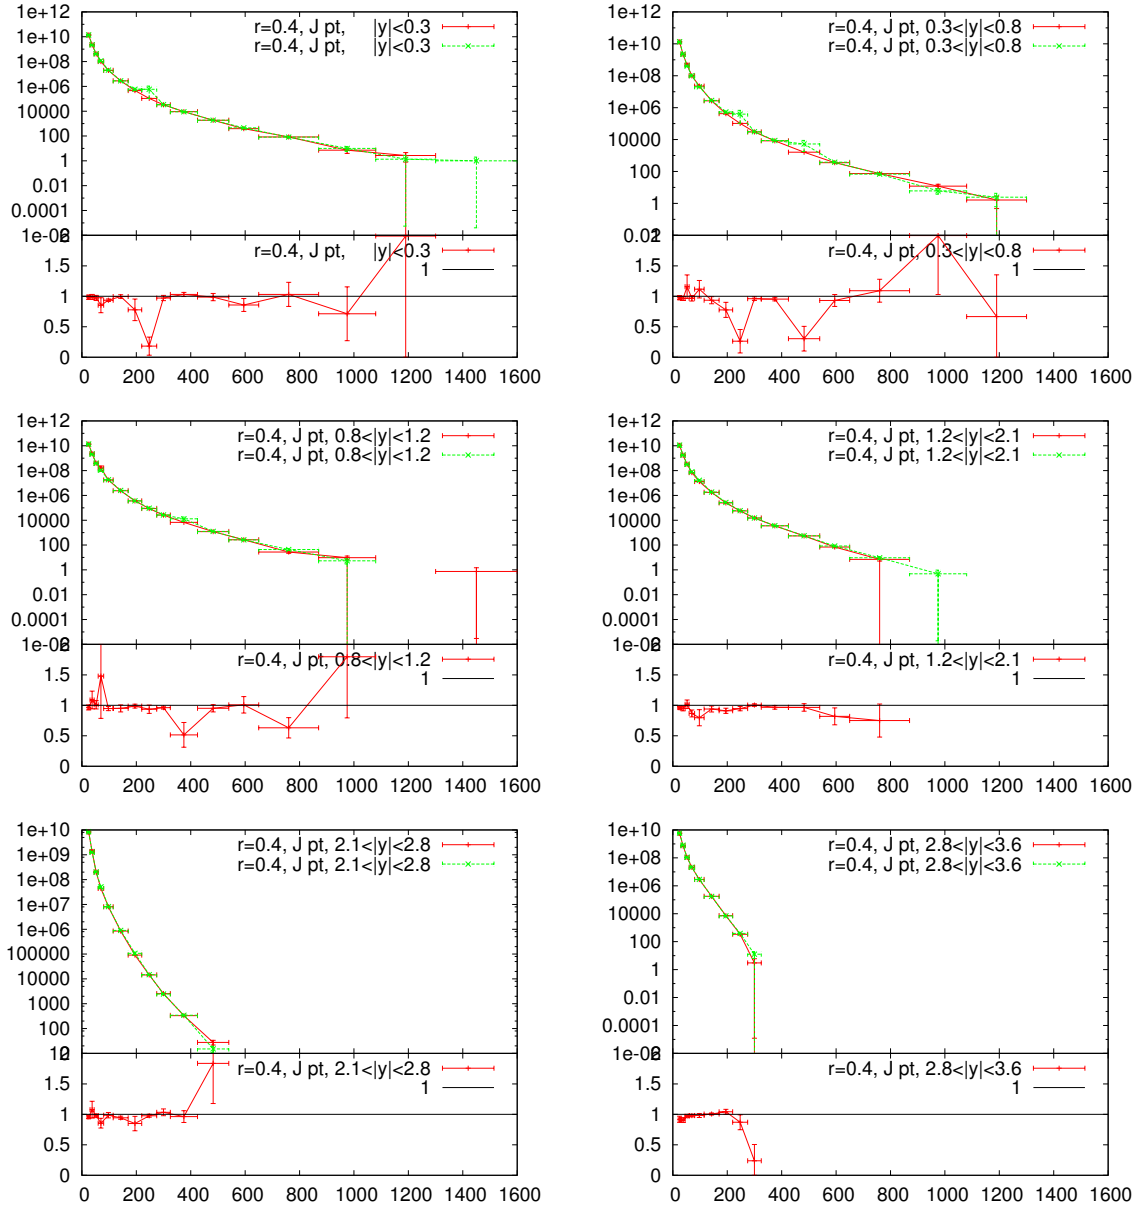 1e+12
1e+10
1e+08
1e+06
10000
100
1
0.01
0.0001
1e-06
r=0.4, J pt, |y|<0.3
r=0.4, J pt, |y|<0.3
2
1.5
1
0.5
0
r=0.4, J pt, |y|<0.3
1
0 200 400 600 800 1000 1200 1400 1600
1e+12
1e+10
1e+08
1e+06
10000
100
1
0.01
r=0.4, J pt, 0.3<|y|<0.8
r=0.4, J pt, 0.3<|y|<0.8
2
1.5
1
0.5
0
r=0.4, J pt, 0.3<|y|<0.8
1
0 200 400 600 800 1000 1200 1400 1600
1e+12
1e+10
1e+08
1e+06
10000
100
1
0.01
0.0001
1e-06
r=0.4, J pt, 0.8<|y|<1.2
r=0.4, J pt, 0.8<|y|<1.2
2
1.5
1
0.5
0
r=0.4, J pt, 0.8<|y|<1.2
1
0 200 400 600 800 1000 1200 1400 1600
1e+12
1e+10
1e+08
1e+06
10000
100
1
0.01
0.0001
1e-06
r=0.4, J pt, 1.2<|y|<2.1
r=0.4, J pt, 1.2<|y|<2.1
2
1.5
1
0.5
0
r=0.4, J pt, 1.2<|y|<2.1
1
0 200 400 600 800 1000 1200 1400 1600
1e+10
1e+09
1e+08
1e+07
1e+06
100000
10000
1000
100
10
r=0.4, J pt, 2.1<|y|<2.8
r=0.4, J pt, 2.1<|y|<2.8
2
1.5
1
0.5
0
r=0.4, J pt, 2.1<|y|<2.8
1
0 200 400 600 800 1000 1200 1400 1600
1e+10
1e+08
1e+06
10000
100
1
0.01
0.0001
1e-06
r=0.4, J pt, 2.8<|y|<3.6
r=0.4, J pt, 2.8<|y|<3.6
2
1.5
1
0.5
0
r=0.4, J pt, 2.8<|y|<3.6
1
0 200 400 600 800 1000 1200 1400 1600